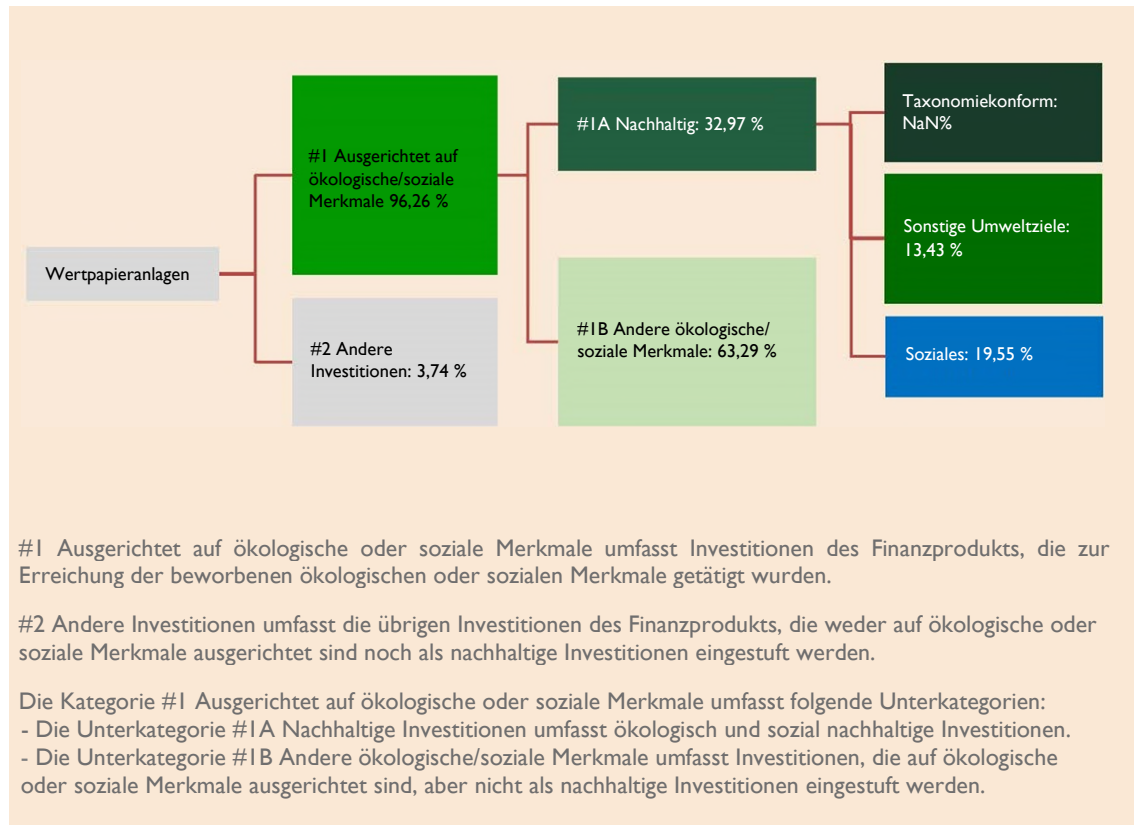 Wertpapieranlagen
#1 Ausgerichtet auf
ökologische/soziale
Merkmale 96,26 %
#2 Andere
Investitionen: 3,74 %
#1A Nachhaltig: 32,97 %
#1B Andere ökologische/
soziale Merkmale: 63,29 %
Taxonomiekonform:
NaN%
Sonstige Umweltziele:
13,43 %
Soziales: 19,55 %
#1 Ausgerichtet auf ökologische oder soziale Merkmale umfasst Investitionen des Finanzprodukts, die zur
Erreichung der beworbenen ökologischen oder sozialen Merkmale getätigt wurden.
#2 Andere Investitionen umfasst die übrigen Investitionen des Finanzprodukts, die weder auf ökologische oder
soziale Merkmale ausgerichtet sind noch als nachhaltige Investitionen eingestuft werden.
Die Kategorie #1 Ausgerichtet auf ökologische oder soziale Merkmale umfasst folgende Unterkategorien:
- Die Unterkategorie #1A Nachhaltige Investitionen umfasst ökologisch und sozial nachhaltige Investitionen.
- Die Unterkategorie #1B Andere ökologische/soziale Merkmale umfasst Investitionen, die auf ökologische
oder soziale Merkmale ausgerichtet sind, aber nicht als nachhaltige Investitionen eingestuft werden.